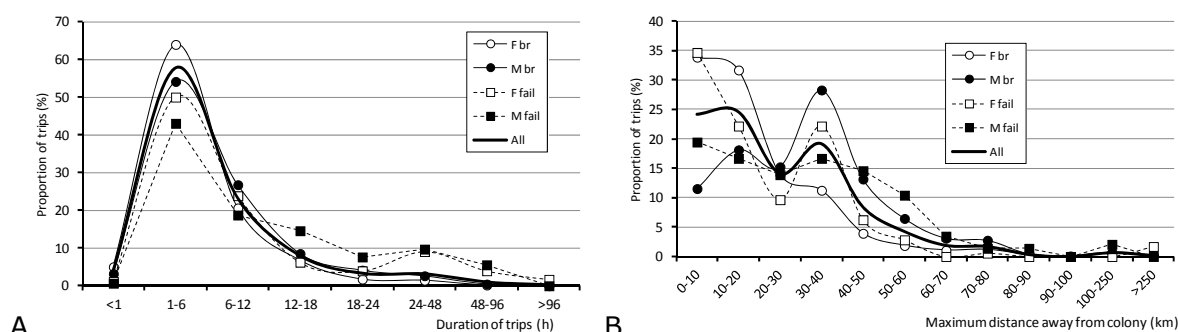 70
60
50
40
30
20
10
0
Proportion of trips (%)
F br
M br
F fail
M fail
All
<1 1-6 6-12 12-18 18-24 24-48 48-96 >96
Duration of trips (h)
A
40
35
30
25
20
15
10
5
0
Proportion of trips (%)
F br
M br
F fail
M fail
All
0-10 10-20 20-30 30-40 40-50 50-60 60-70 70-80 80-90 90-100 100-250 >250
Maximum distance away from colony (km)
B